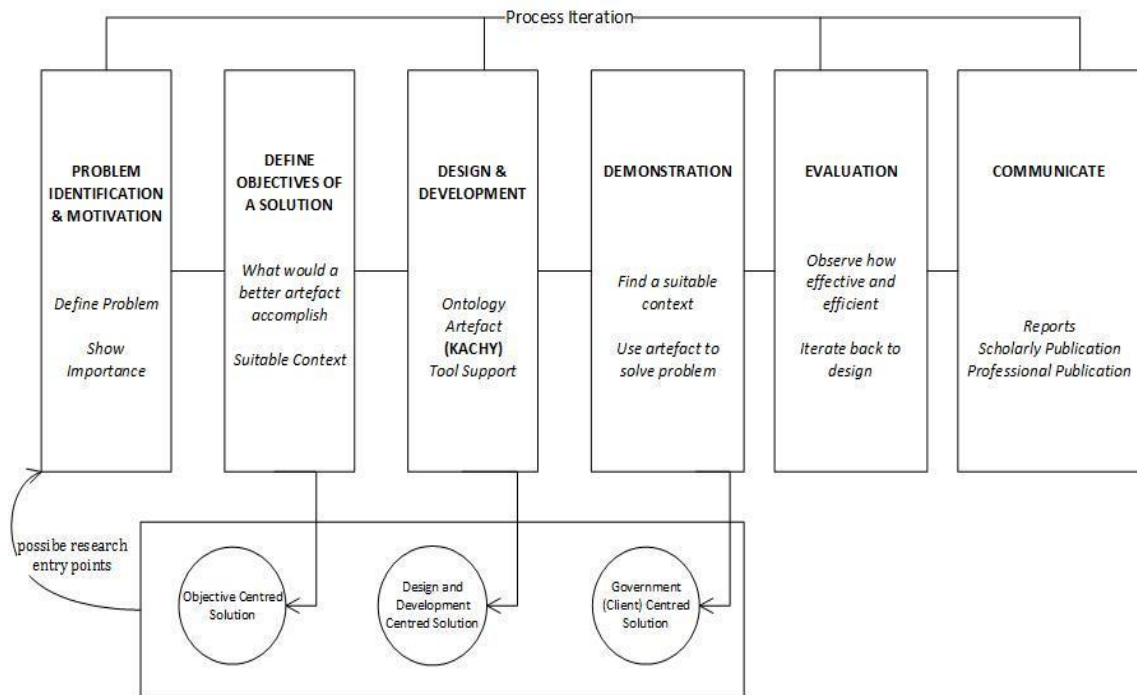 Process Iteration
PROBLEM
IDENTIFICATION
& MOTIVATION
Define Problem
Show
Importance
DEFINE
OBJECTIVES OF
A SOLUTION
What would a
better artefact
accomplish
Suitable Context
DESIGN &
DEVELOPMENT
Ontology
Artefact
(KACHY)
Tool Support
DEMONSTRATION
Find a suitable
context
Use artefact to
solve problem
EVALUATION
Observe how
effective and
efficient
Iterate back to
design
COMMUNICATE
Reports
Scholarly Publication
Professional Publication
possibe research
entry points
Objective Centred
Solution
Design and
Development
Centred Solution
Government
(Client) Centred
Solution